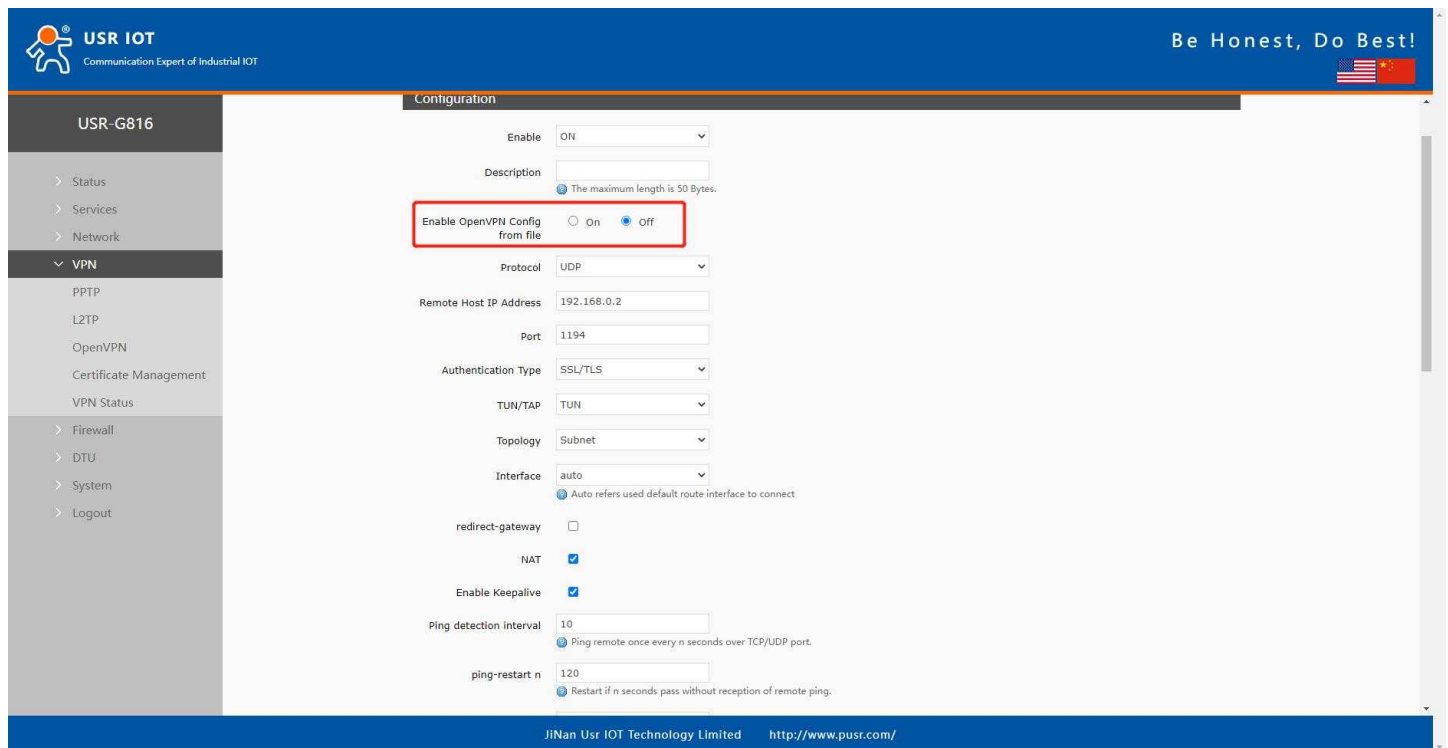 USR IOT
Communication Expert of Industrial IOT
Be Honest, Do Best!
USR-G816
Status
Services
Network
VPN
PPTP
L2TP
OpenVPN
Certificate Management
VPN Status
Firewall
DTU
System
Logout
Configuration
Enable ON
Description
The maximum length is 50 Bytes.
Enable OpenVPN Config On Off
from file
Protocol UDP
Remote Host IP Address 192.168.0.2
Port 1194
Authentication Type SSL/TLS
TUN/TAP TUN
Topology Subnet
Interface auto
Auto refers used default route interface to connect
redirect-gateway
NAT
Enable Keepalive
Ping detection interval 10
Ping remote once every n seconds over TCP/UDP port.
ping-restart n 120
Restart if n seconds pass without reception of remote ping.
JiNan Usr IOT Technology Limited http://www.pusr.com/